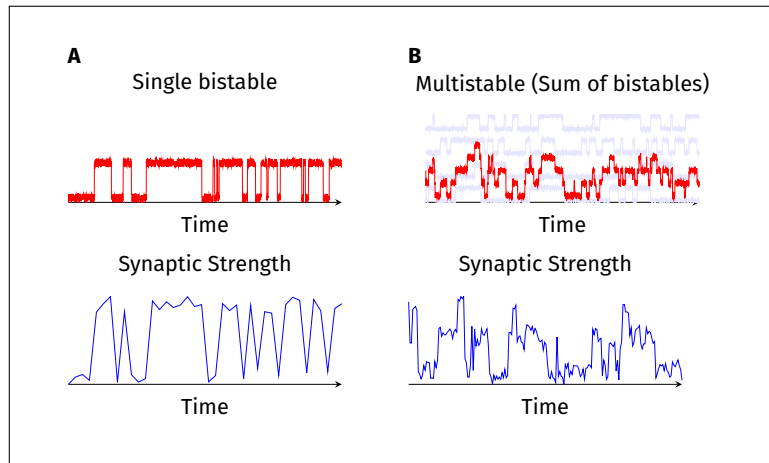 A
Single bistable
Time
Synaptic Strength
Time
B
Multistable (Sum of bistables)
Time
Synaptic Strength
Time